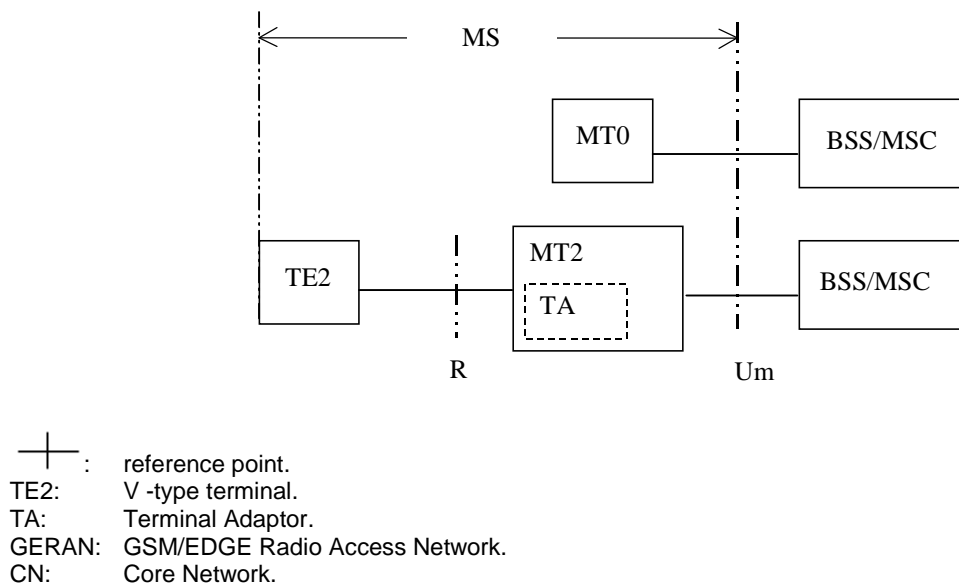 MS
MT0
BSS/MSC
TE2
MT2
TA
BSS/MSC
R
Um
: reference point.
TE2: V -type terminal.
TA: Terminal Adaptor.
GERAN: GSM/EDGE Radio Access Network.
CN: Core Network.